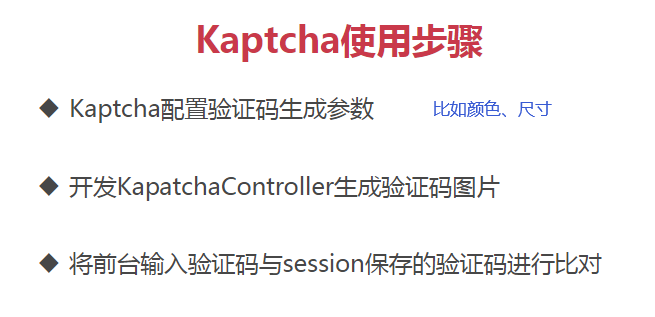 Kaptcha使用步骤
Kaptcha配置验证码生成参数 比如颜色、尺寸
开发KapatchaController生成验证码图片
将前台输入验证码与session保存的验证码进行比对